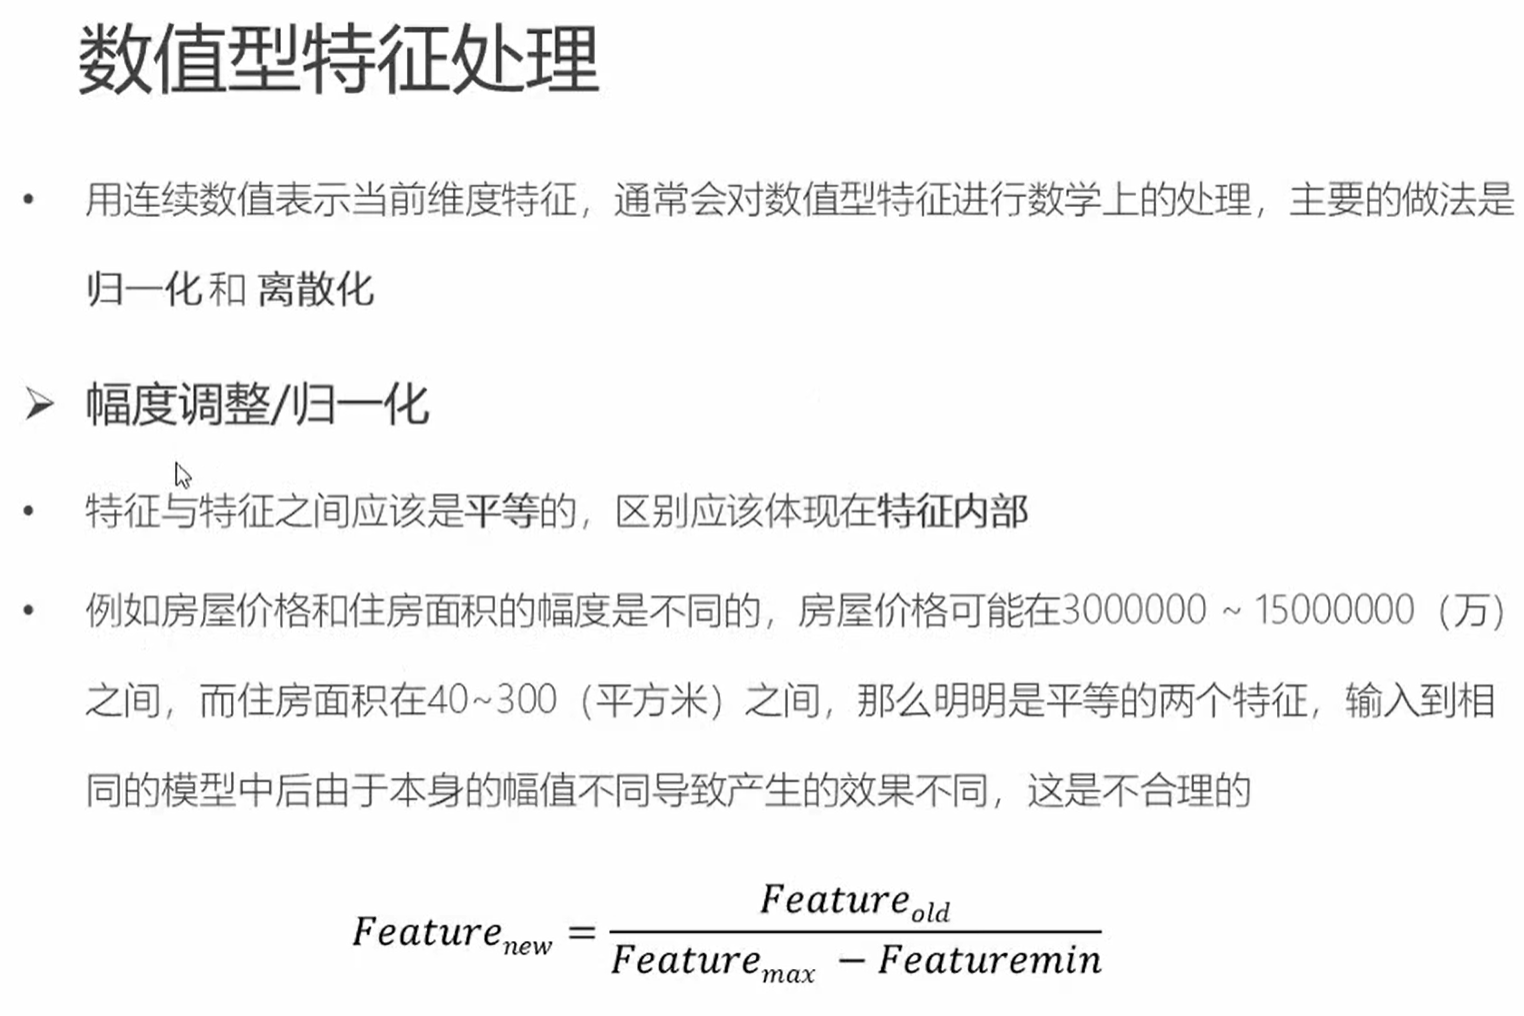 数值型特征处理
• 用连续数值表示当前维度特征，通常会对数值型特征进行数学上的处理，主要的做法是
归一化和 离散化
➢ 幅度调整/归一化
• 特征与特征之间应该是平等的，区别应该体现在特征内部
• 例如房屋价格和住房面积的幅度是不同的，房屋价格可能在3000000 ~ 15000000（万）
之间，而住房面积在40~300（平方米）之间，那么明明是平等的两个特征，输入到相
同的模型中后由于本身的幅值不同导致产生的效果不同，这是不合理的
Feature_new = Feature_old / (Feature_max − Featuremin)